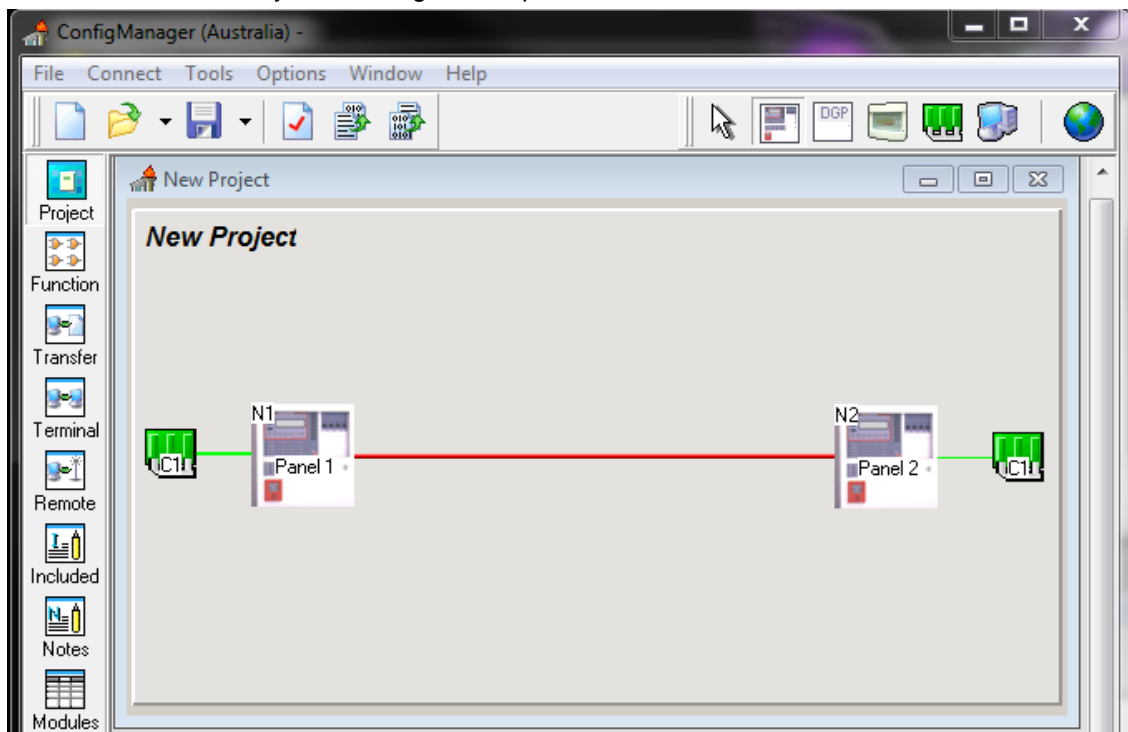 ConfigManager (Australia) -
File Connect Tools Options Window Help
DGP
Project
Function
Transfer
Terminal
Remote
Included
Notes
Modules
New Project
New Project
N1
Panel 1
C1
N2
Panel 2
C1